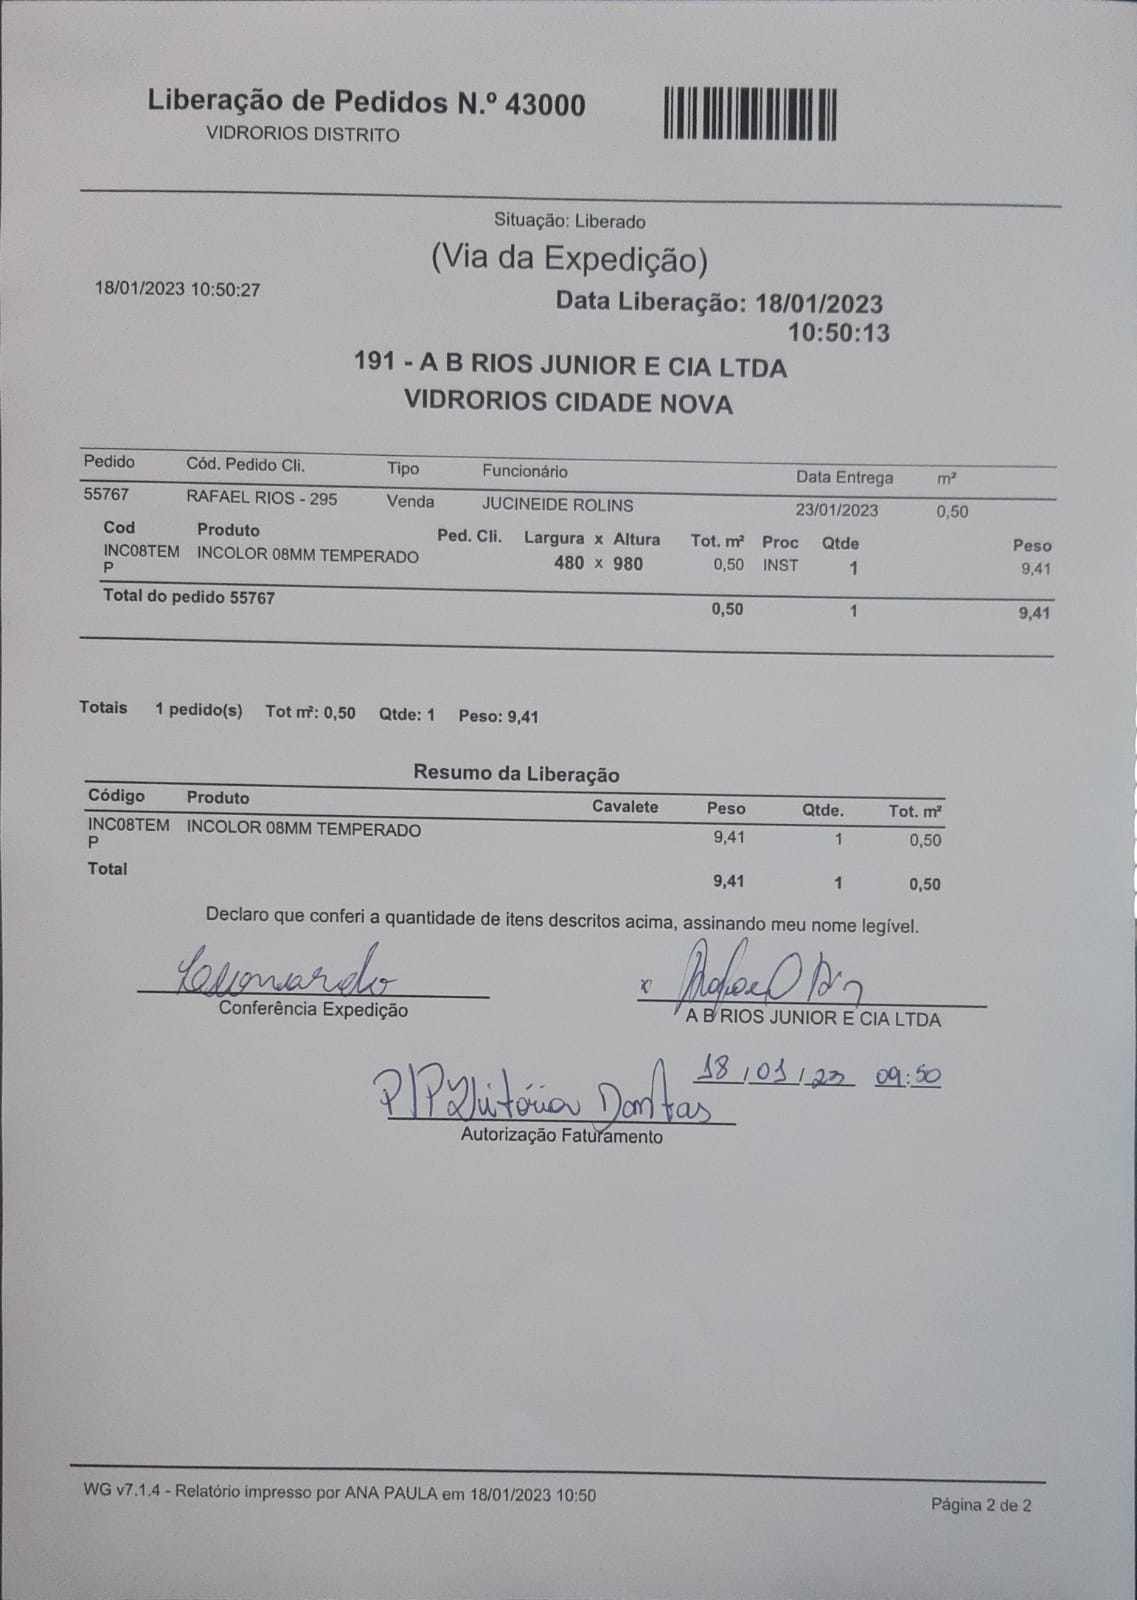 Liberação de Pedidos N.º 43000
VIDRORIOS DISTRITO
Situação: Liberado
(Via da Expedição)
18/01/2023 10:50:27
Data Liberação: 18/01/2023
10:50:13
191 - A B RIOS JUNIOR E CIA LTDA
VIDRORIOS CIDADE NOVA
Pedido Cód. Pedido Cli. Tipo Funcionário Data Entrega m²
55767 RAFAEL RIOS - 295 Venda JUCINEIDE ROLINS 23/01/2023 0,50
Cod Produto Ped. Cli. Largura x Altura Tot. m² Proc Qtde Peso
INC08TEM INCOLOR 08MM TEMPERADO 480 x 980 0,50 INST 1 9,41
P
Total do pedido 55767 0,50 1 9,41
Totais 1 pedido(s) Tot m²: 0,50 Qtde: 1 Peso: 9,41
Resumo da Liberação
Código Produto Cavalete Peso Qtde. Tot. m²
INC08TEM INCOLOR 08MM TEMPERADO 9,41 1 0,50
P
Total 9,41 1 0,50
Declaro que conferi a quantidade de itens descritos acima, assinando meu nome legível.
x
Conferência Expedição
A B RIOS JUNIOR E CIA LTDA
18/01/23 09:50
P/P Vitória Dantas
Autorização Faturamento
WG v7.1.4 - Relatório impresso por ANA PAULA em 18/01/2023 10:50
Página 2 de 2